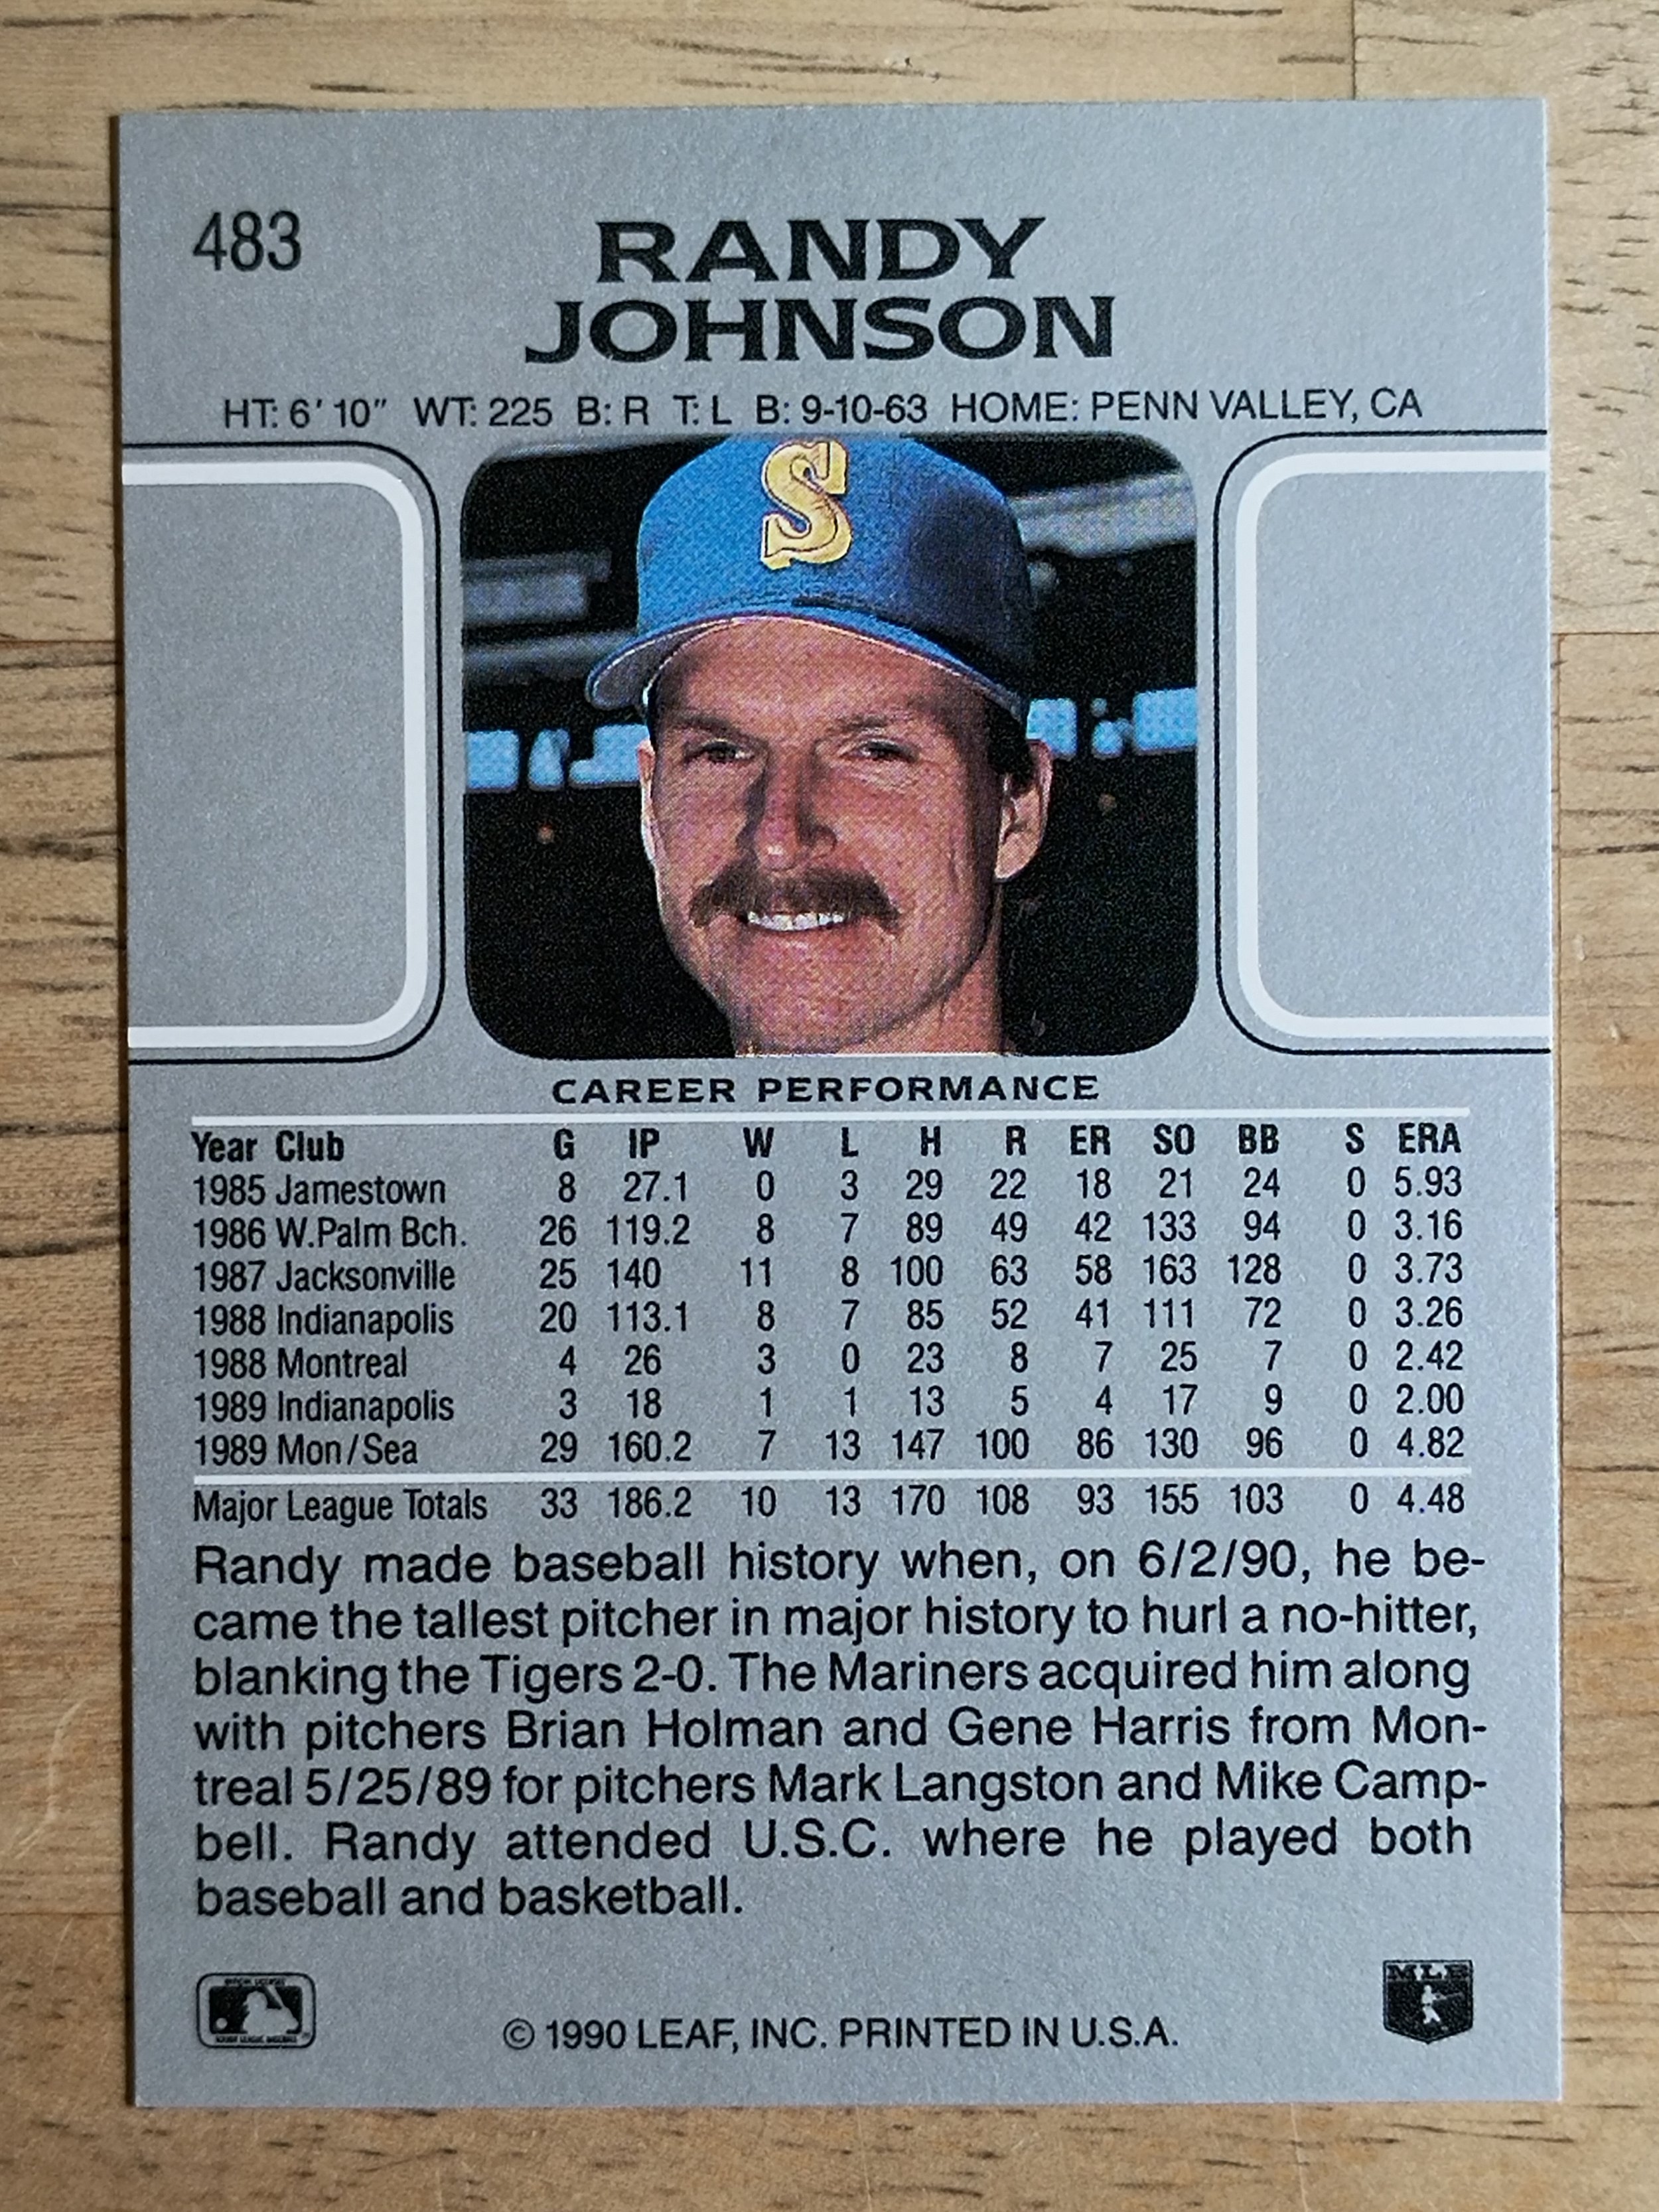 483
RANDY
JOHNSON
HT: 6' 10" WT: 225 B: R T: L B: 9-10-63 HOME: PENN VALLEY, CA
S
CAREER PERFORMANCE
Year Club G IP W L H R ER SO BB S ERA
1985 Jamestown 8 27.1 0 3 29 22 18 21 24 0 5.93
1986 W.Palm Bch. 26 119.2 8 7 89 49 42 133 94 0 3.16
1987 Jacksonville 25 140 11 8 100 63 58 163 128 0 3.73
1988 Indianapolis 20 113.1 8 7 85 52 41 111 72 0 3.26
1988 Montreal 4 26 3 0 23 8 7 25 7 0 2.42
1989 Indianapolis 3 18 1 1 13 5 4 17 9 0 2.00
1989 Mon/Sea 29 160.2 7 13 147 100 86 130 96 0 4.82
Major League Totals 33 186.2 10 13 170 108 93 155 103 0 4.48
Randy made baseball history when, on 6/2/90, he be-
came the tallest pitcher in major history to hurl a no-hitter,
blanking the Tigers 2-0. The Mariners acquired him along
with pitchers Brian Holman and Gene Harris from Mon-
treal 5/25/89 for pitchers Mark Langston and Mike Camp-
bell. Randy attended U.S.C. where he played both
baseball and basketball.
© 1990 LEAF, INC. PRINTED IN U.S.A.